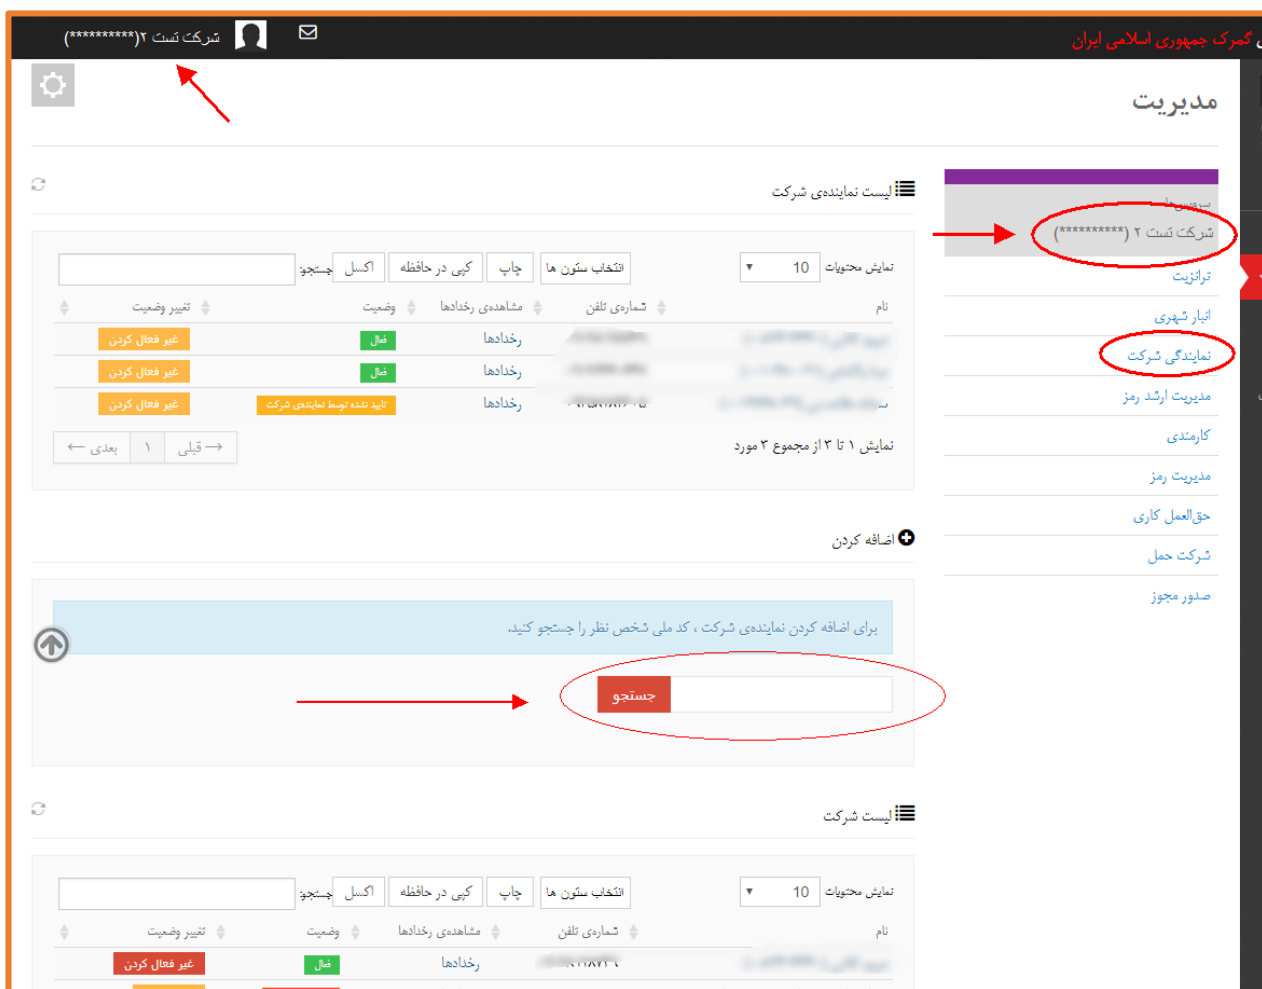 گمرک جمهوری اسلامی ایران
شرکت تست ۲(**********)
مدیریت
سرویس‌ها
شرکت تست ۲ (**********)
ترانزیت
انبار شهری
نمایندگی شرکت
مدیریت ارشد رمز
کارمندی
مدیریت رمز
حق‌العمل کاری
شرکت حمل
صدور مجوز
لیست نماینده‌ی شرکت
نمایش محتویات 10 انتخاب ستون ها چاپ کپی در حافظه اکسل جستجو:
نام شماره‌ی تلفن مشاهده‌ی رخدادها وضعیت تغییر وضعیت
رخدادها فعال غیر فعال کردن
رخدادها فعال غیر فعال کردن
رخدادها تایید نشده توسط نماینده‌ی شرکت غیر فعال کردن
نمایش ۱ تا ۳ از مجموع ۳ مورد
→ قبلی ۱ بعدی ←
اضافه کردن
برای اضافه کردن نماینده‌ی شرکت ، کد ملی شخص نظر را جستجو کنید.
جستجو
لیست شرکت
نمایش محتویات 10 انتخاب ستون ها چاپ کپی در حافظه اکسل جستجو:
نام شماره‌ی تلفن مشاهده‌ی رخدادها وضعیت تغییر وضعیت
رخدادها فعال غیر فعال کردن